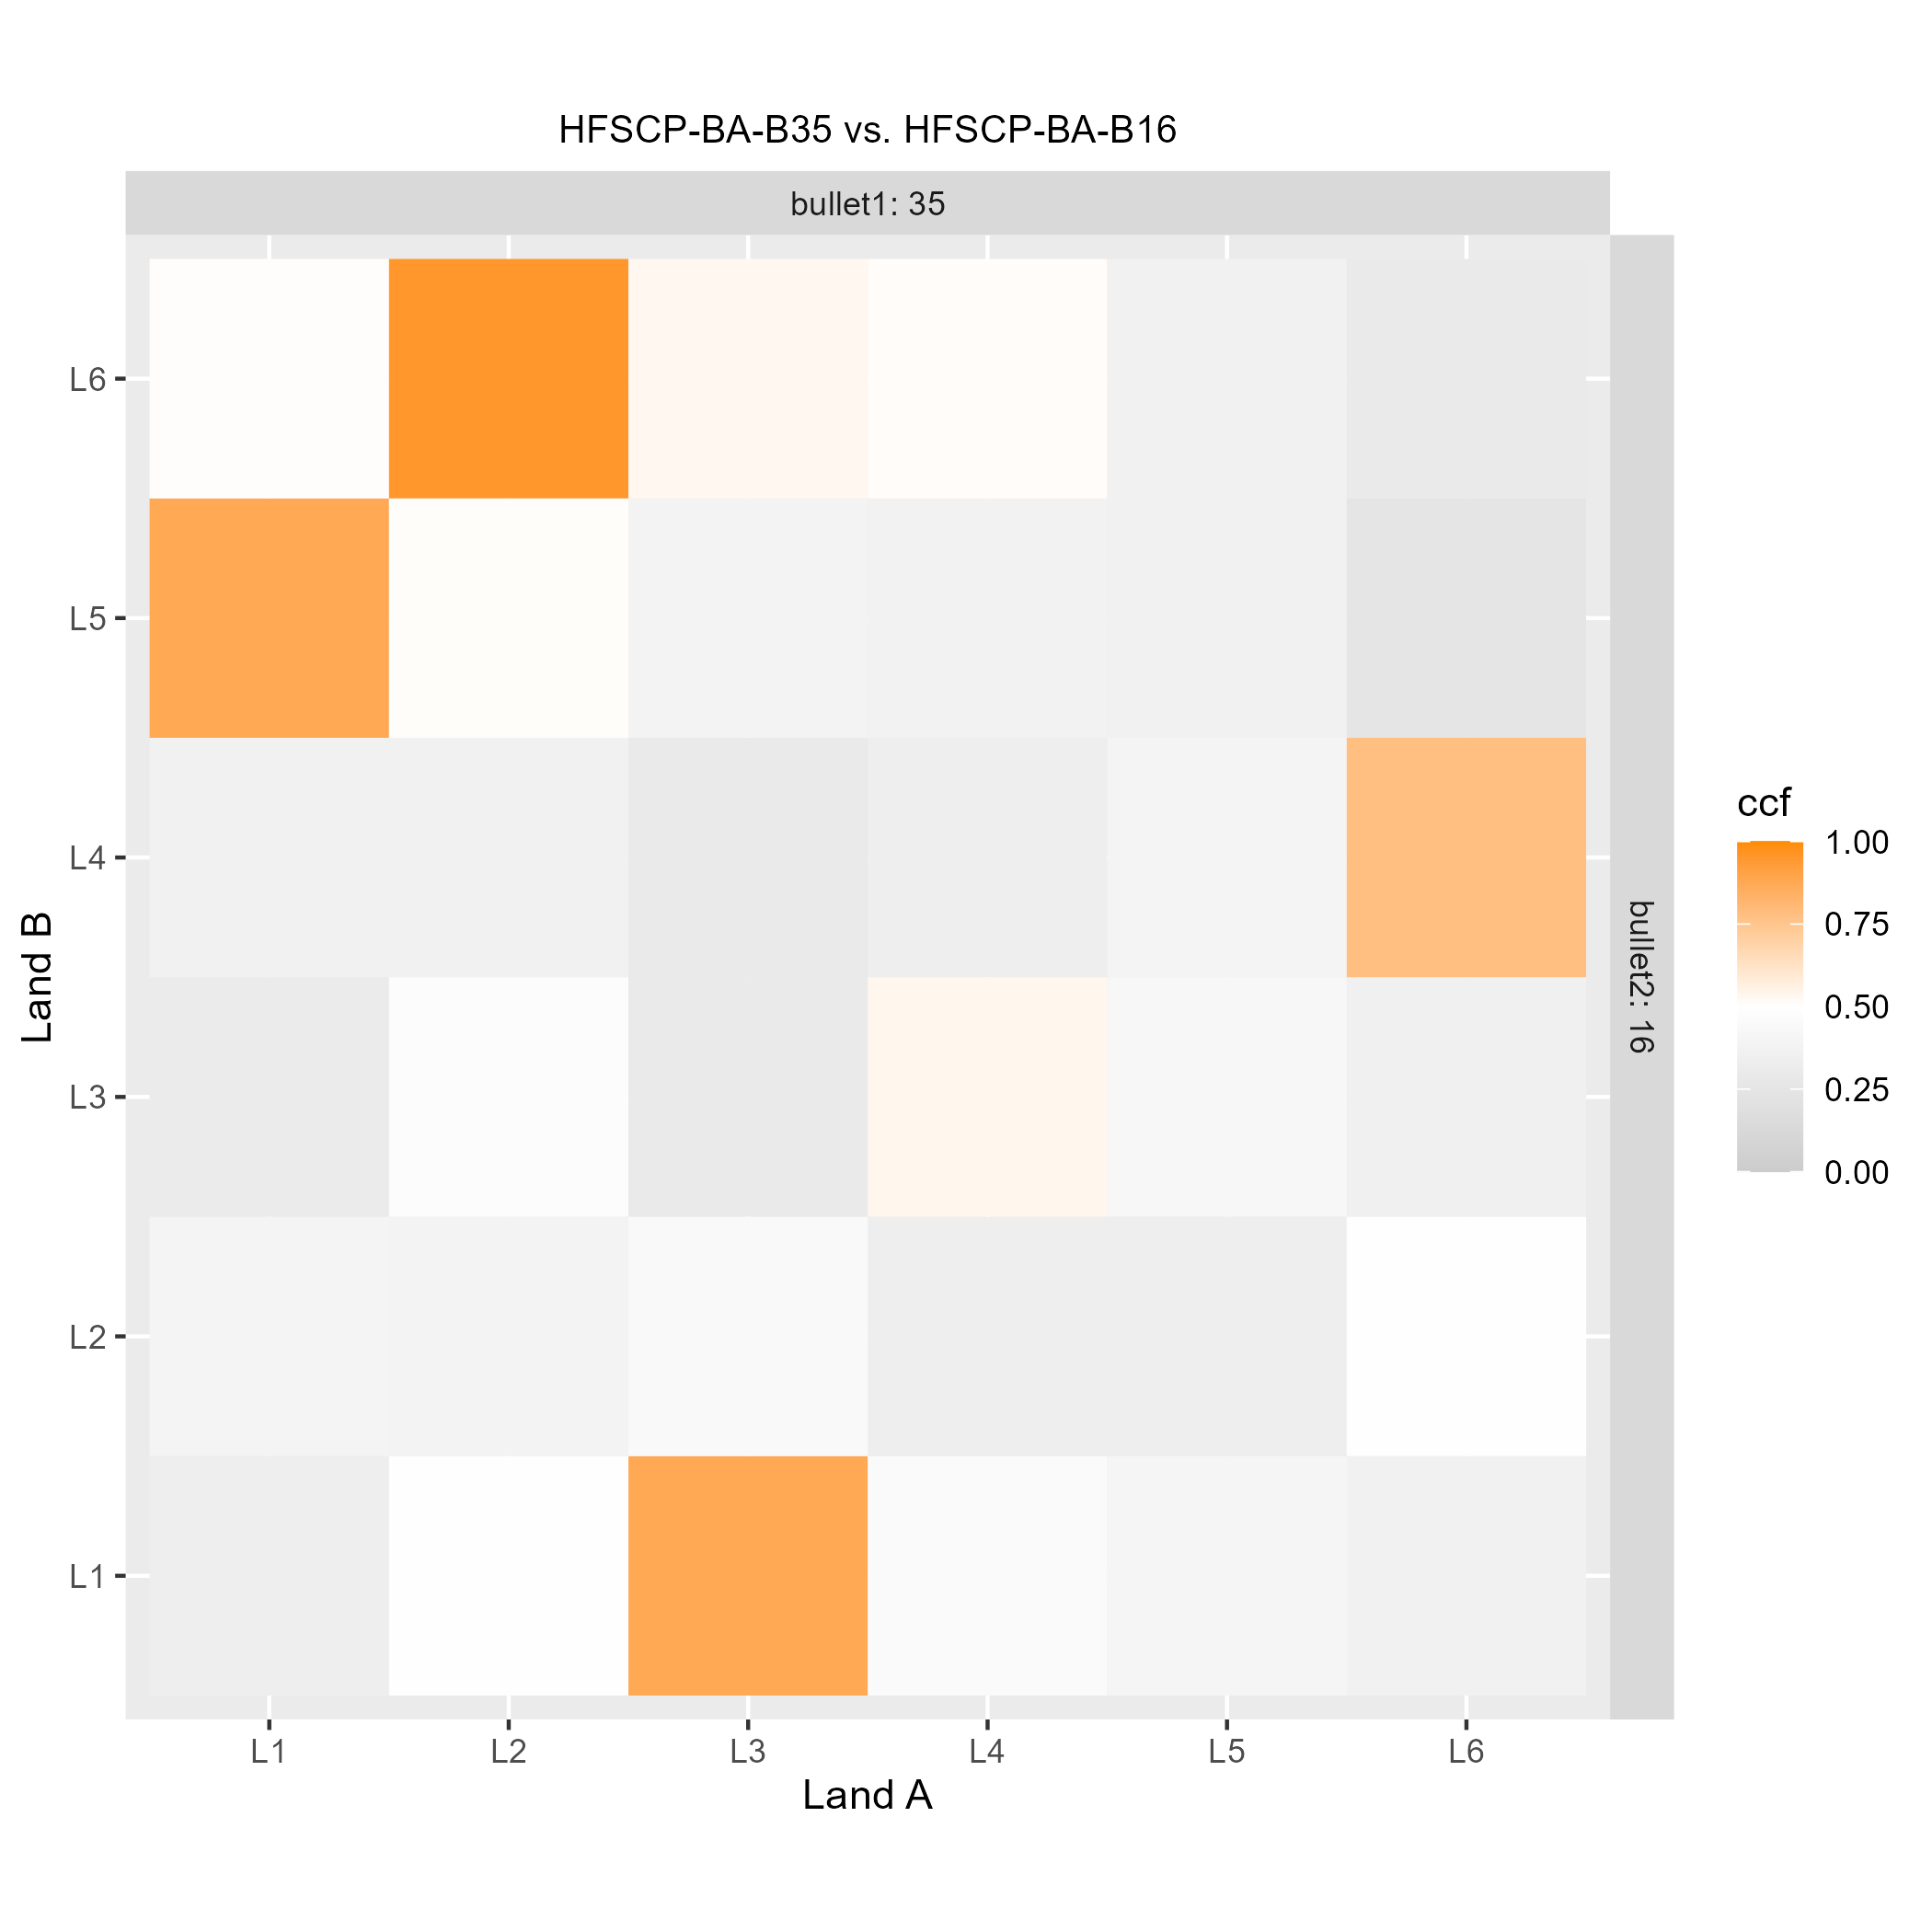 HFSCP-BA-B35 vs. HFSCP-BA-B16
bullet1: 35
L6
L5
L4
L3
L2
L1
Land B
L1
L2
L3
L4
L5
L6
Land A
bullet2: 16
ccf
1.00
0.75
0.50
0.25
0.00